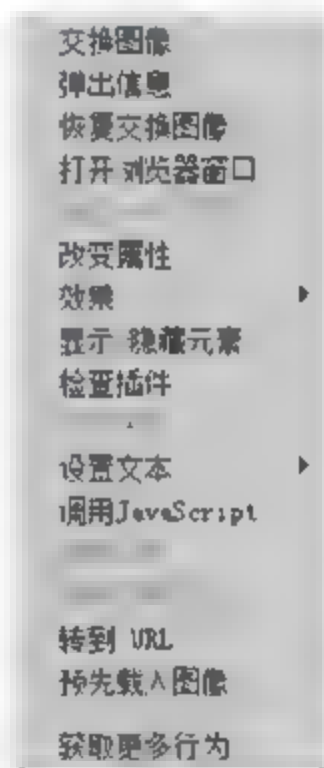 交换图像
弹出信息
恢复交换图像
打开浏览器窗口
改变属性
效果
显示-隐藏元素
检查插件
设置文本
调用JavaScript
转到 URL
预先载入图像
获取更多行为